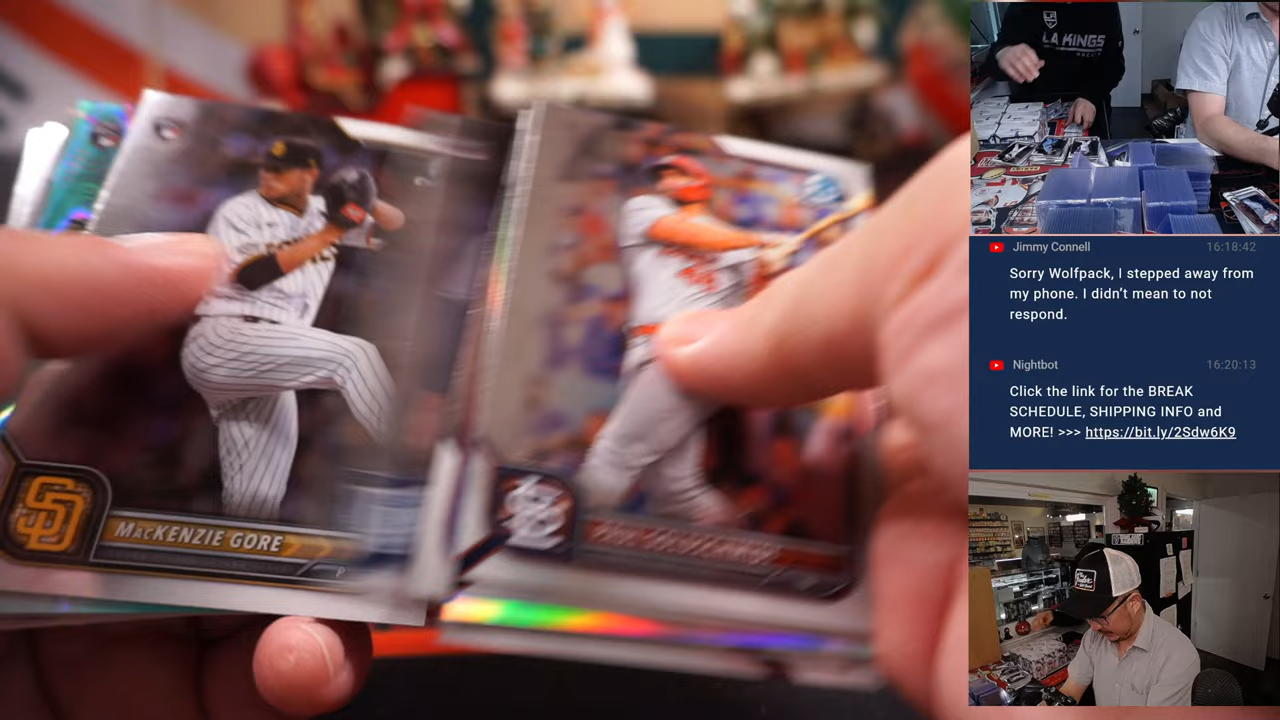 SD
MACKENZIE GORE
P
LA KINGS
Jimmy Connell 16:18:42
Sorry Wolfpack, I stepped away from
my phone. I didn’t mean to not
respond.
Nightbot 16:20:13
Click the link for the BREAK
SCHEDULE, SHIPPING INFO and
MORE! >>> https://bit.ly/2Sdw6K9